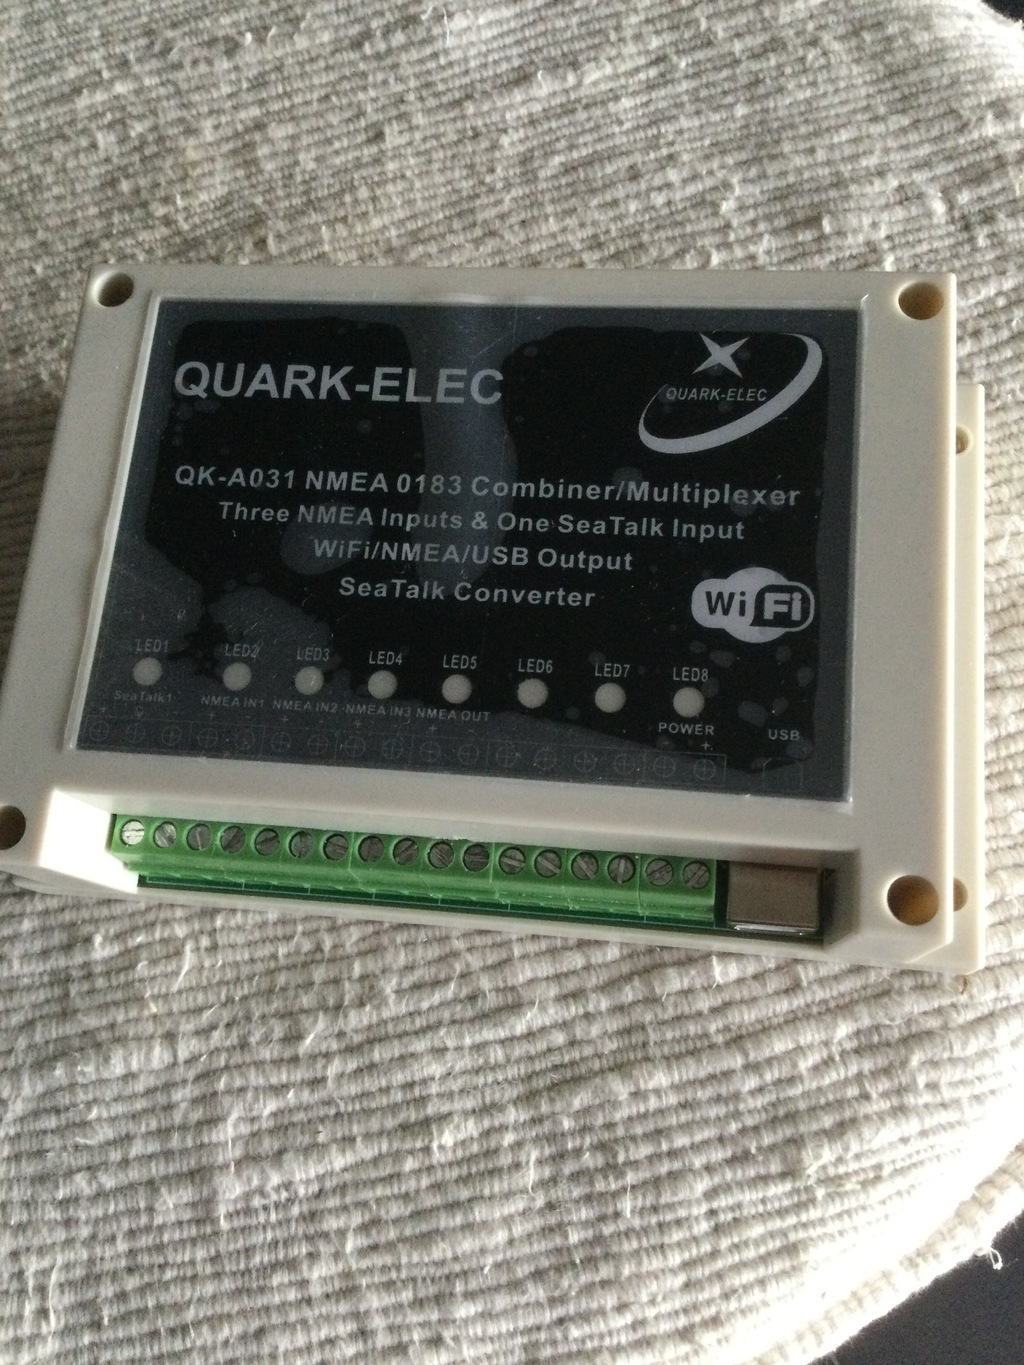 QUARK-ELEC
QUARK-ELEC
QK-A031 NMEA 0183 Combiner/Multiplexer
Three NMEA Inputs & One SeaTalk Input
WiFi/NMEA/USB Output
SeaTalk Converter
WiFi
LED1 LED2 LED3 LED4 LED5 LED6 LED7 LED8
SeaTalk1 NMEA IN1 NMEA IN2 NMEA IN3 NMEA OUT POWER USB